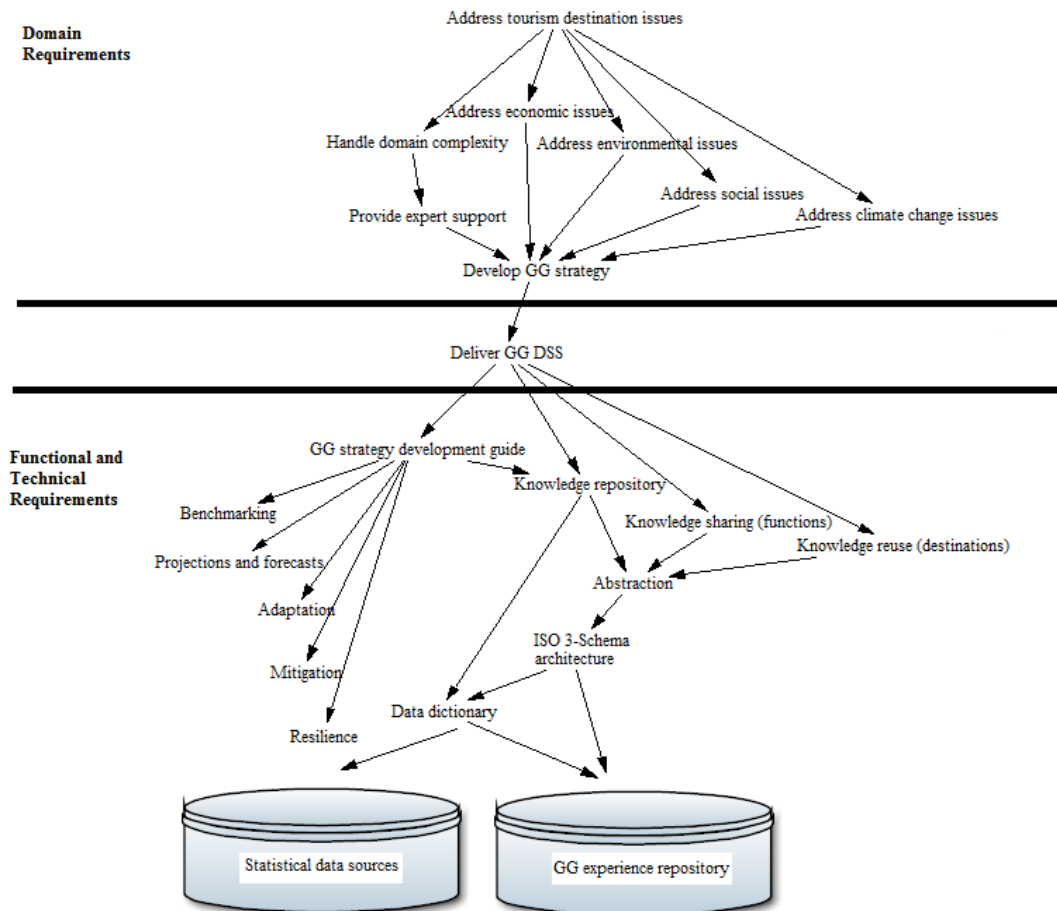 Address tourism destination issues
Domain
Requirements
Address economic issues
Handle domain complexity
Address environmental issues
Address social issues
Provide expert support
Address climate change issues
Develop GG strategy
Deliver GG DSS
GG strategy development guide
Functional and
Technical
Requirements
Knowledge repository
Benchmarking
Knowledge sharing (functions)
Knowledge reuse (destinations)
Projections and forecasts
Abstraction
Adaptation
ISO 3-Schema
architecture
Mitigation
Data dictionary
Resilience
Statistical data sources
GG experience repository